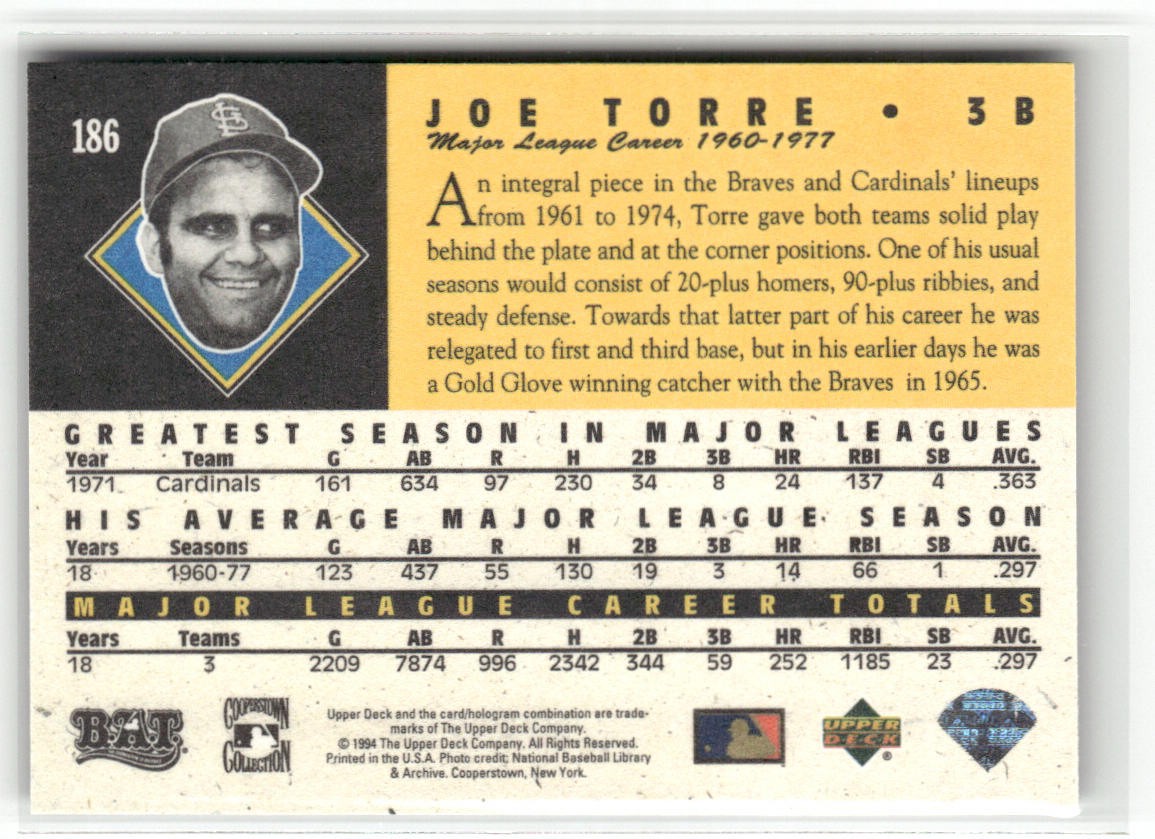 186
JOE TORRE • 3B
Major League Career 1960-1977
An integral piece in the Braves and Cardinals' lineups
from 1961 to 1974, Torre gave both teams solid play
behind the plate and at the corner positions. One of his usual
seasons would consist of 20-plus homers, 90-plus ribbies, and
steady defense. Towards that latter part of his career he was
relegated to first and third base, but in his earlier days he was
a Gold Glove winning catcher with the Braves in 1965.
GREATEST SEASON IN MAJOR LEAGUES
Year Team G AB R H 2B 3B HR RBI SB AVG.
1971 Cardinals 161 634 97 230 34 8 24 137 4 .363
HIS AVERAGE MAJOR LEAGUE SEASON
Years Seasons G AB R H 2B 3B HR RBI SB AVG.
18 1960-77 123 437 55 130 19 3 14 66 1 .297
MAJOR LEAGUE CAREER TOTALS
Years Teams G AB R H 2B 3B HR RBI SB AVG.
18 3 2209 7874 996 2342 344 59 252 1185 23 .297
B.A.T.
COOPERSTOWN
COLLECTION
Upper Deck and the card/hologram combination are trade-
marks of The Upper Deck Company.
© 1994 The Upper Deck Company. All Rights Reserved.
Printed in the U.S.A. Photo credit: National Baseball Library
& Archive. Cooperstown, New York.
UPPER
DECK
®